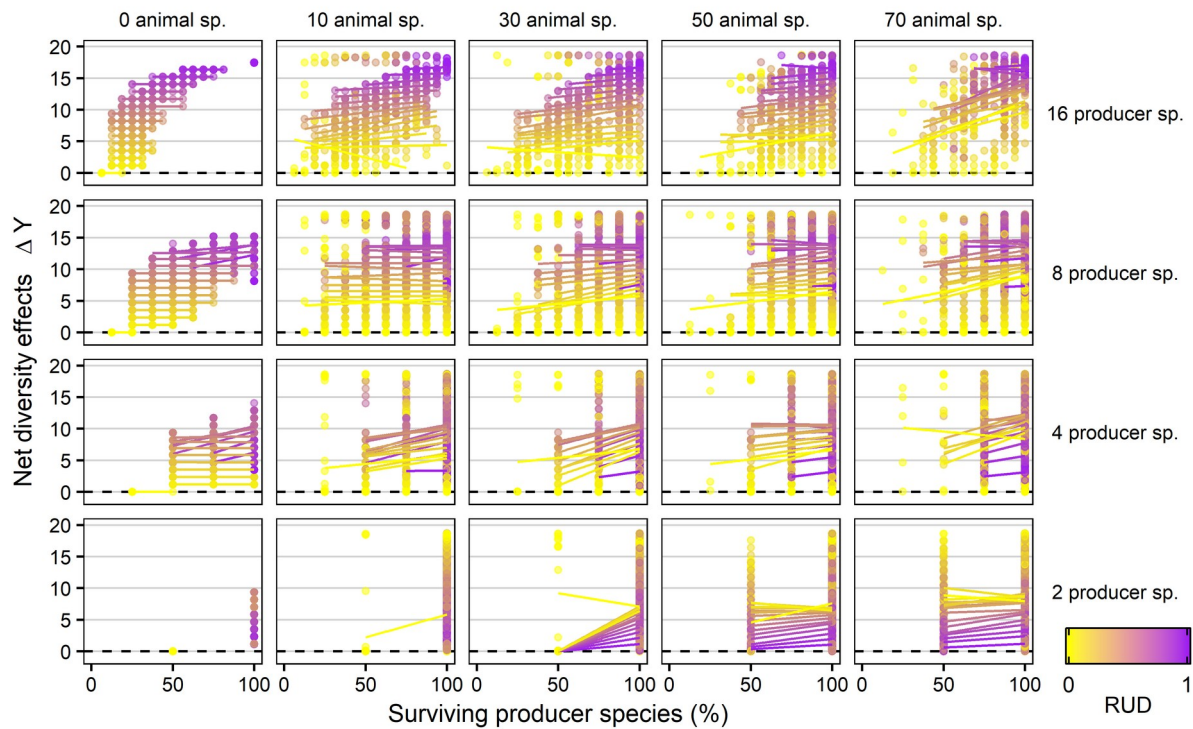 0 animal sp. 10 animal sp. 30 animal sp. 50 animal sp. 70 animal sp.
20
15
10
5
0
16 producer sp.
20
15
10
5
0
8 producer sp.
20
15
10
5
0
4 producer sp.
20
15
10
5
0
2 producer sp.
Net diversity effects Δ Y
0 50 100 0 50 100 0 50 100 0 50 100 0 50 100
Surviving producer species (%)
0 1
RUD